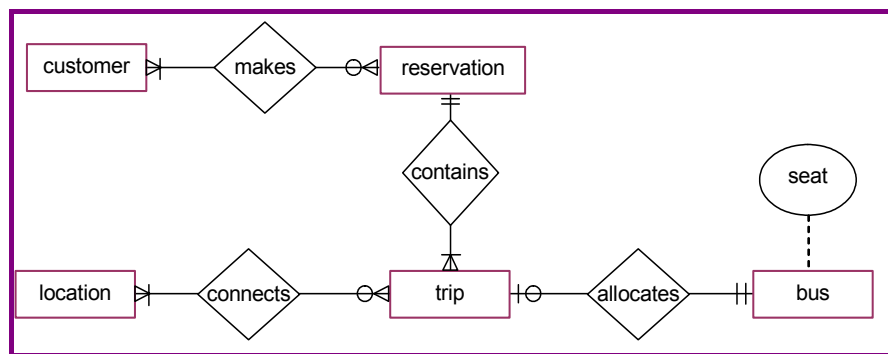 customer
makes
reservation
contains
seat
location
connects
trip
allocates
bus